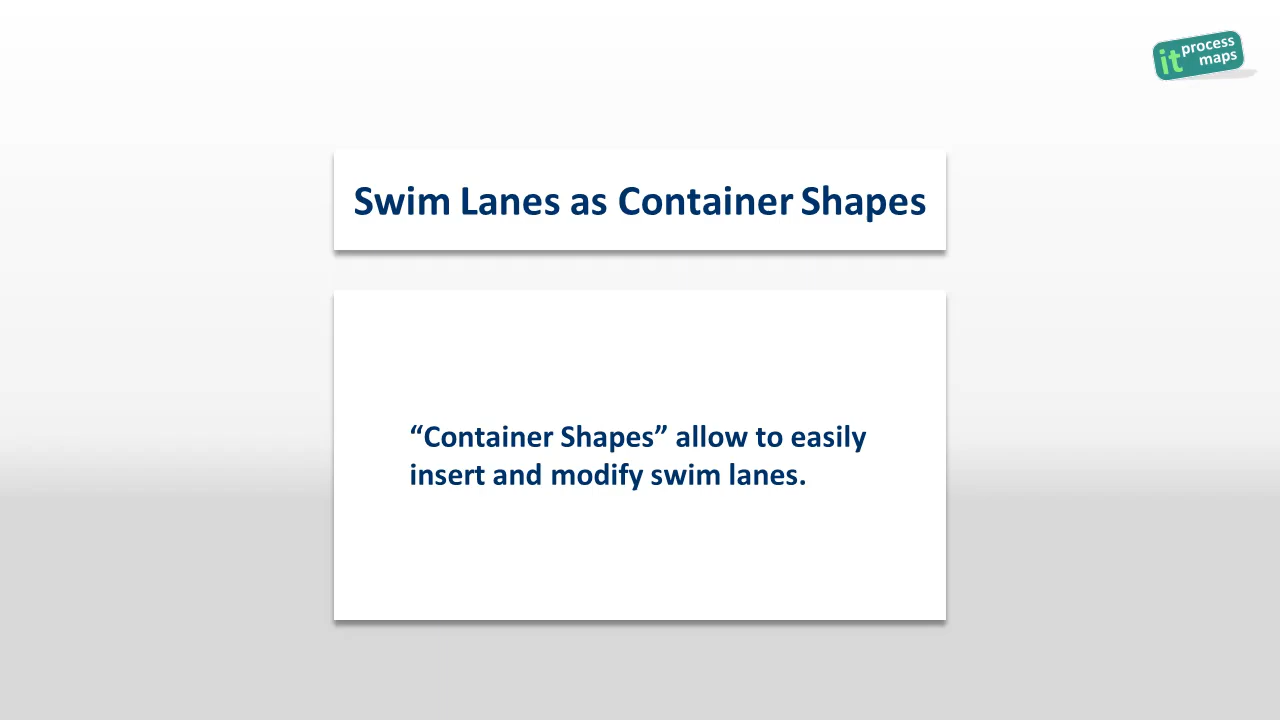 it process
maps
Swim Lanes as Container Shapes
“Container Shapes” allow to easily
insert and modify swim lanes.